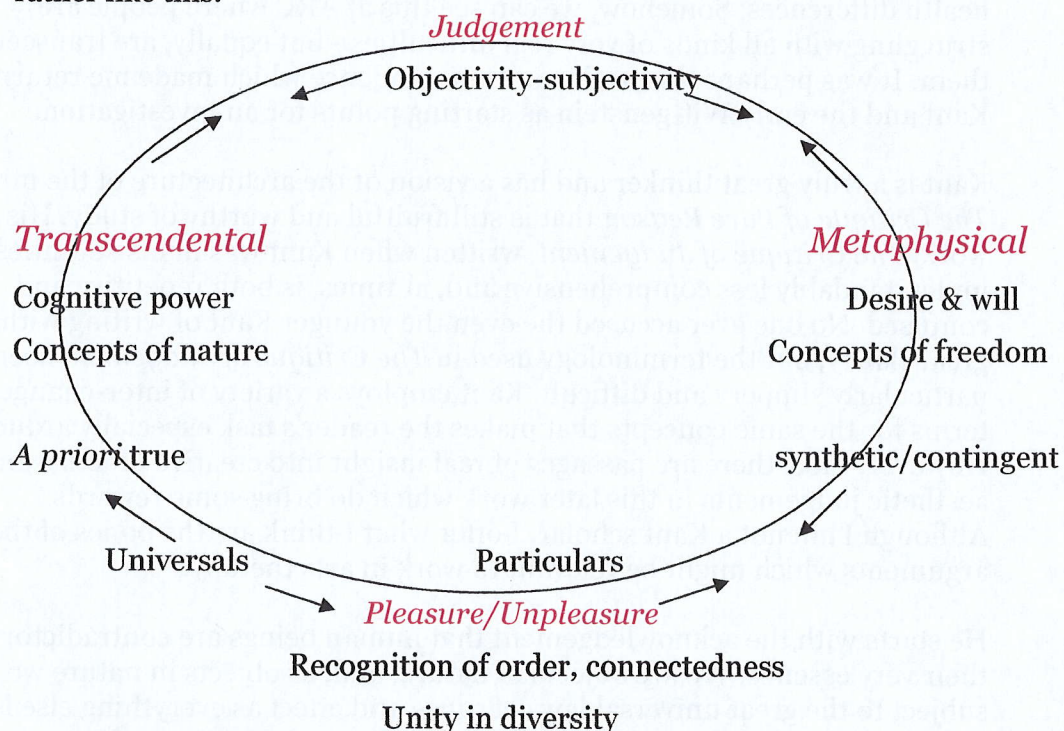 Judgement
Objectivity-subjectivity
Transcendental Metaphysical
Cognitive power Desire & will
Concepts of nature Concepts of freedom
A priori true synthetic/contingent
Universals Particulars
Pleasure/Unpleasure
Recognition of order, connectedness
Unity in diversity